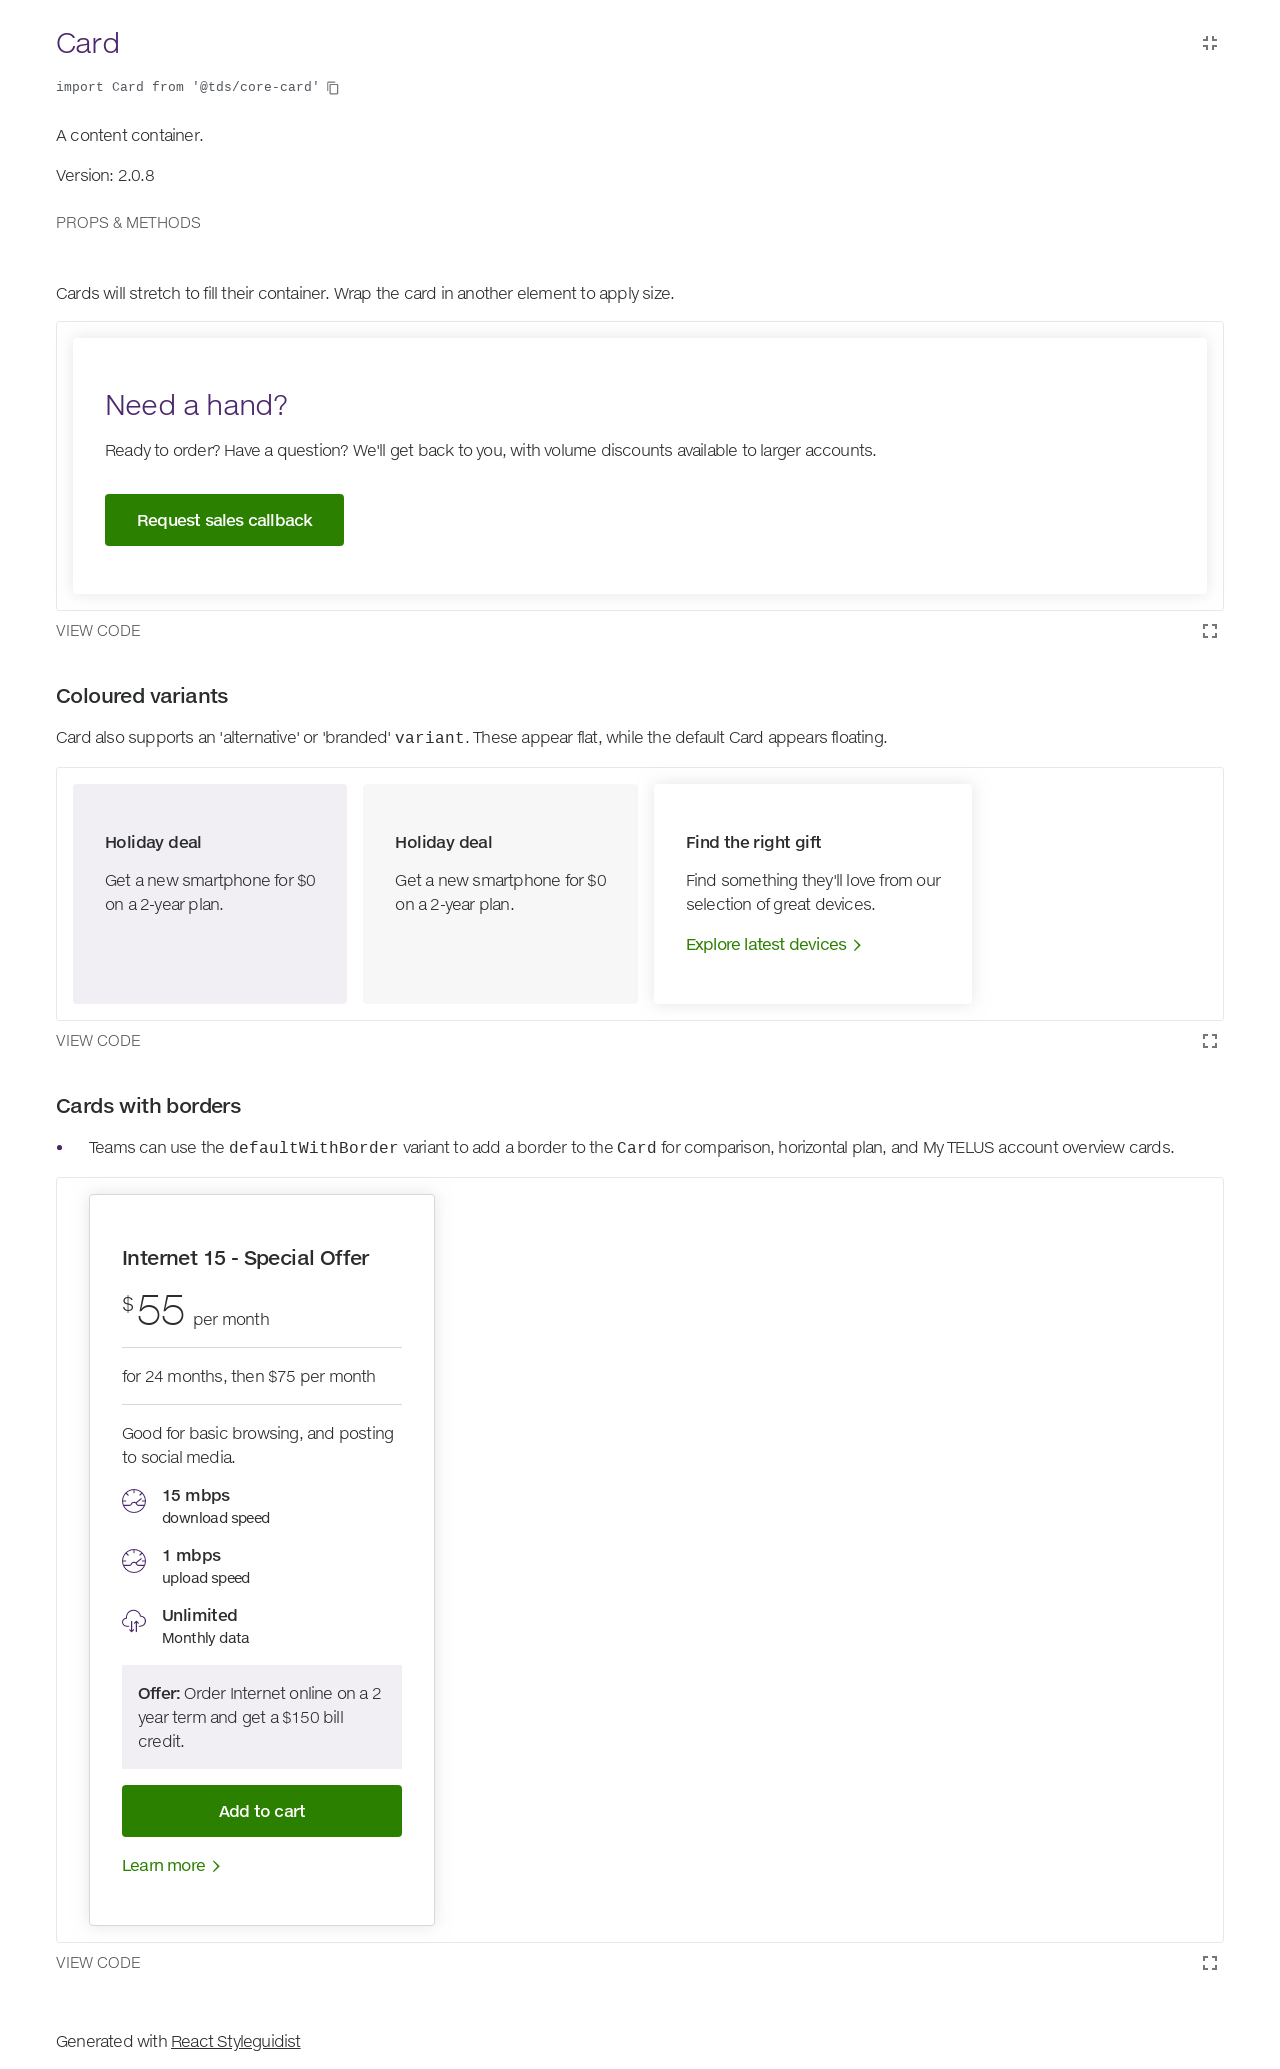 Card
import Card from '@tds/core-card'
A content container.
Version: 2.0.8
PROPS & METHODS
Cards will stretch to fill their container. Wrap the card in another element to apply size.
Need a hand?
Ready to order? Have a question? We'll get back to you, with volume discounts available to larger accounts.
Request sales callback
VIEW CODE
Coloured variants
Card also supports an 'alternative' or 'branded' variant. These appear flat, while the default Card appears floating.
Holiday deal
Get a new smartphone for $0
on a 2-year plan.
Holiday deal
Get a new smartphone for $0
on a 2-year plan.
Find the right gift
Find something they'll love from our
selection of great devices.
Explore latest devices
VIEW CODE
Cards with borders
• Teams can use the defaultWithBorder variant to add a border to the Card for comparison, horizontal plan, and My TELUS account overview cards.
Internet 15 - Special Offer
$55 per month
for 24 months, then $75 per month
Good for basic browsing, and posting
to social media.
15 mbps
download speed
1 mbps
upload speed
Unlimited
Monthly data
Offer: Order Internet online on a 2
year term and get a $150 bill
credit.
Add to cart
Learn more
VIEW CODE
Generated with React Styleguidist